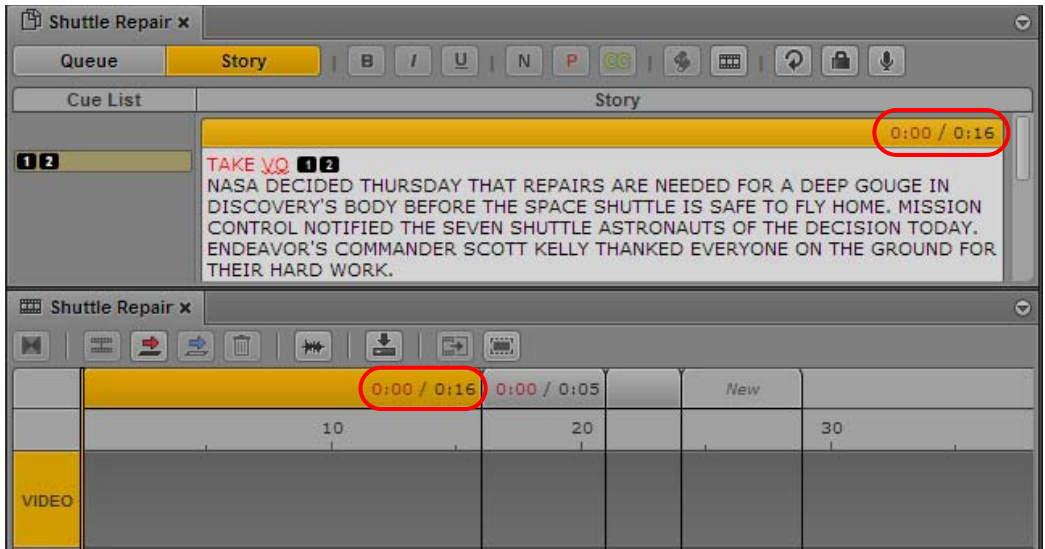 Shuttle Repair ×
Queue Story B I U N P CC
Cue List Story
0:00 / 0:16
1 2 TAKE VO 1 2
NASA DECIDED THURSDAY THAT REPAIRS ARE NEEDED FOR A DEEP GOUGE IN
DISCOVERY'S BODY BEFORE THE SPACE SHUTTLE IS SAFE TO FLY HOME. MISSION
CONTROL NOTIFIED THE SEVEN SHUTTLE ASTRONAUTS OF THE DECISION TODAY.
ENDEAVOR'S COMMANDER SCOTT KELLY THANKED EVERYONE ON THE GROUND FOR
THEIR HARD WORK.
Shuttle Repair ×
0:00 / 0:16 0:00 / 0:05 New
10 20 30
VIDEO